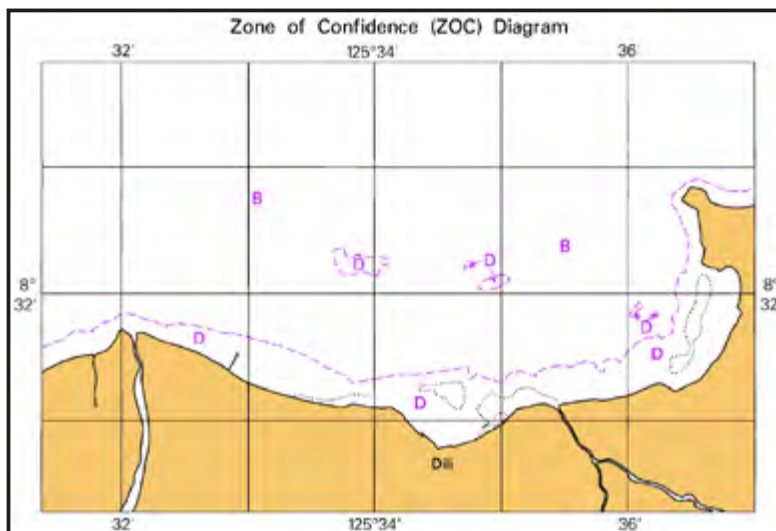 Zone of Confidence (ZOC) Diagram
32' 125°34' 36'
B
B
D
D
8° 8°
32' 32'
D
D
D
D
Dili
32' 125°34' 36'